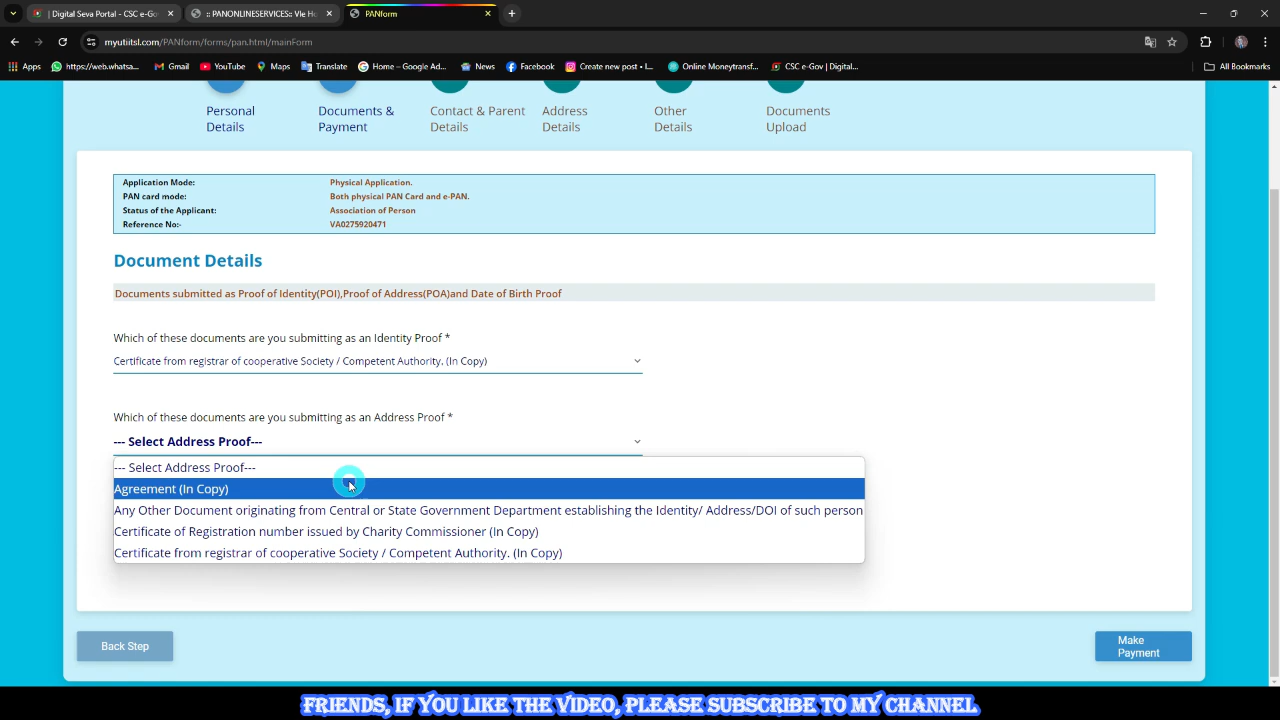 | Digital Seva Portal - CSC e-Go
:: PANONLINESERVICES:: Vle Ho
PANform
myutiitsl.com/PANform/forms/pan.html/mainForm
Apps
https://web.whatsa...
Gmail
YouTube
Maps
Translate
Home – Google Ad...
News
Facebook
Create new post • I...
Online Moneytransf...
CSC e-Gov | Digital...
All Bookmarks
Personal
Details
Documents &
Payment
Contact & Parent
Details
Address
Details
Other
Details
Documents
Upload
Application Mode: Physical Application.
PAN card mode: Both physical PAN Card and e-PAN.
Status of the Applicant: Association of Person
Reference No:- VA0275920471
Document Details
Documents submitted as Proof of Identity(POI),Proof of Address(POA)and Date of Birth Proof
Which of these documents are you submitting as an Identity Proof *
Certificate from registrar of cooperative Society / Competent Authority. (In Copy)
Which of these documents are you submitting as an Address Proof *
--- Select Address Proof---
--- Select Address Proof---
Agreement (In Copy)
Any Other Document originating from Central or State Government Department establishing the Identity/ Address/DOI of such person
Certificate of Registration number issued by Charity Commissioner (In Copy)
Certificate from registrar of cooperative Society / Competent Authority. (In Copy)
Back Step
Make
Payment
FRIENDS, IF YOU LIKE THE VIDEO, PLEASE SUBSCRIBE TO MY CHANNEL